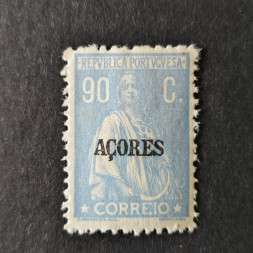 REPUBLICA PORTUGUESA
90 C.
AÇORES
CORREIO